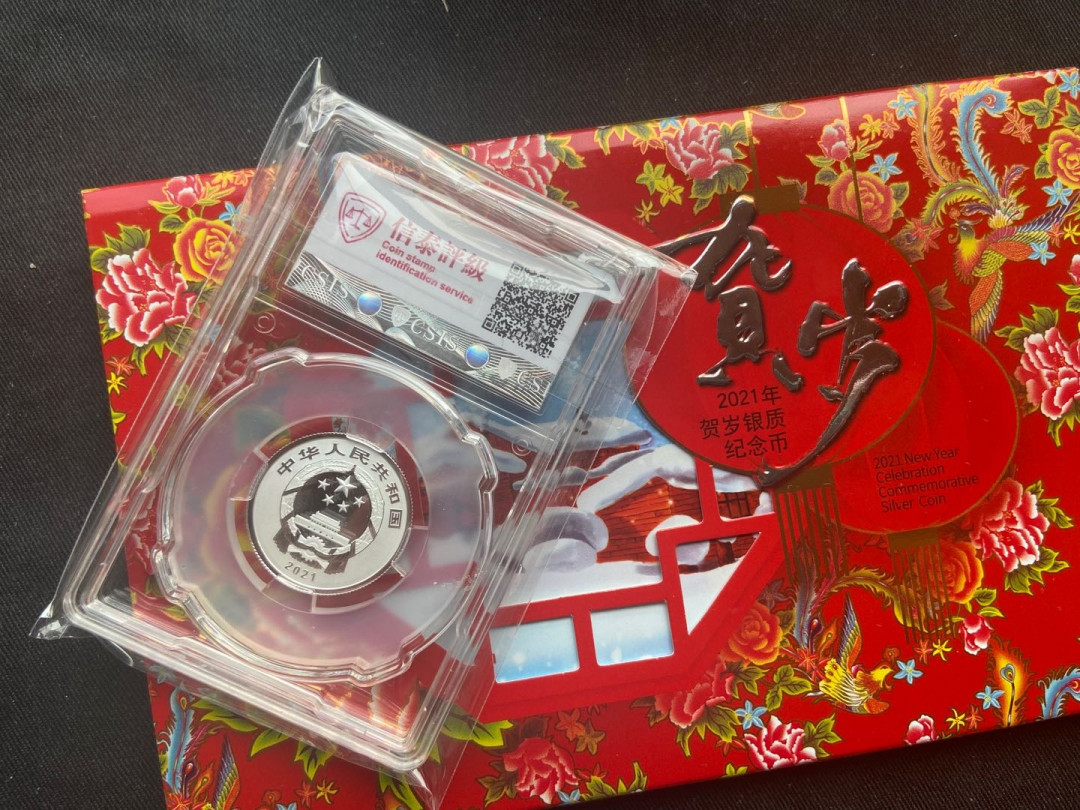 信泰評級
Coin stamp
identification service
CSIS
CSIS
CS
©
©
中华人民共和国
2021
贺岁
2021年
贺岁银质
纪念币
2021 New Year
Celebration
Commemorative
Silver Coin